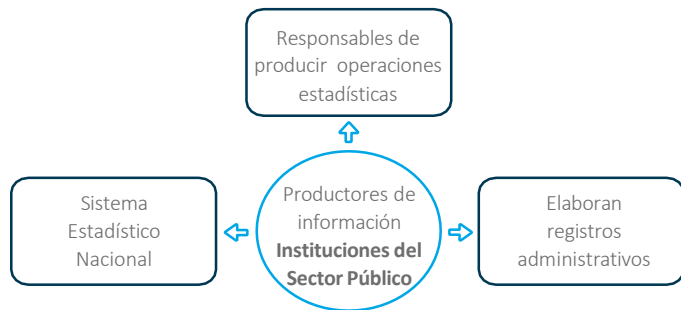 Responsables de
producir operaciones
estadísticas
Sistema
Estadístico
Nacional
Productores de
información
Instituciones del
Sector Público
Elaboran
registros
administrativos